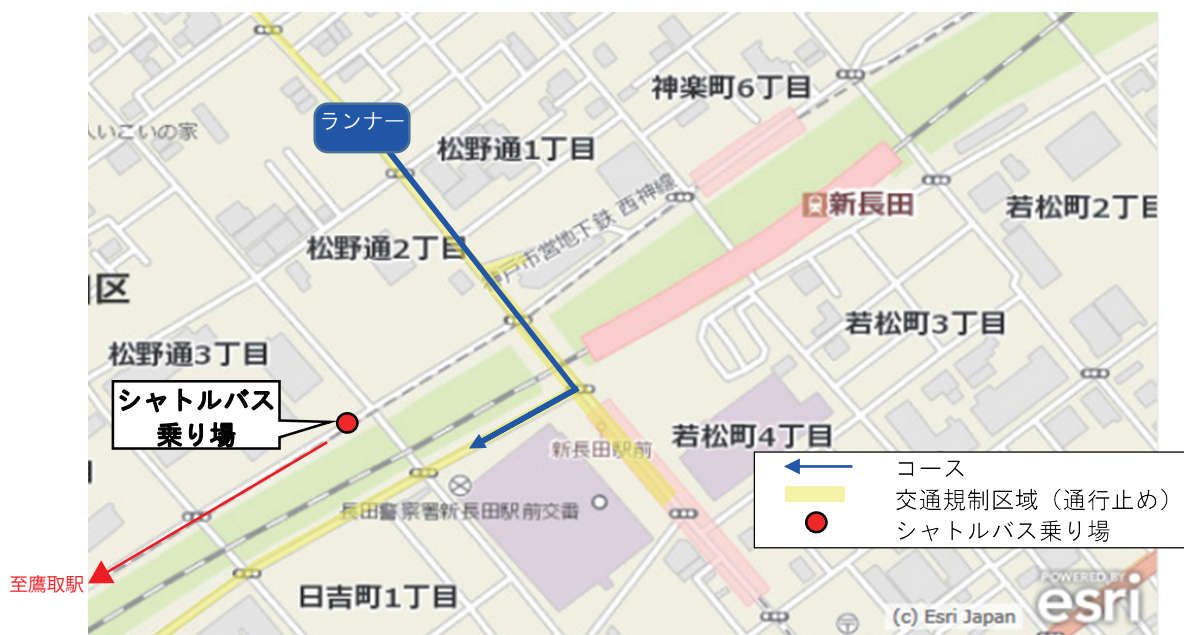 神楽町6丁目
ランナー
いこいの家
松野通1丁目
新長田
若松町2丁目
松野通2丁目
神戸市営地下鉄 西神線
区
若松町3丁目
松野通3丁目
シャトルバス
乗り場
新長田駅前
若松町4丁目
コース
交通規制区域（通行止め）
シャトルバス乗り場
長田警察署新長田駅前交番
至鷹取駅
日吉町1丁目
POWERED BY
esri
(c) Esri Japan